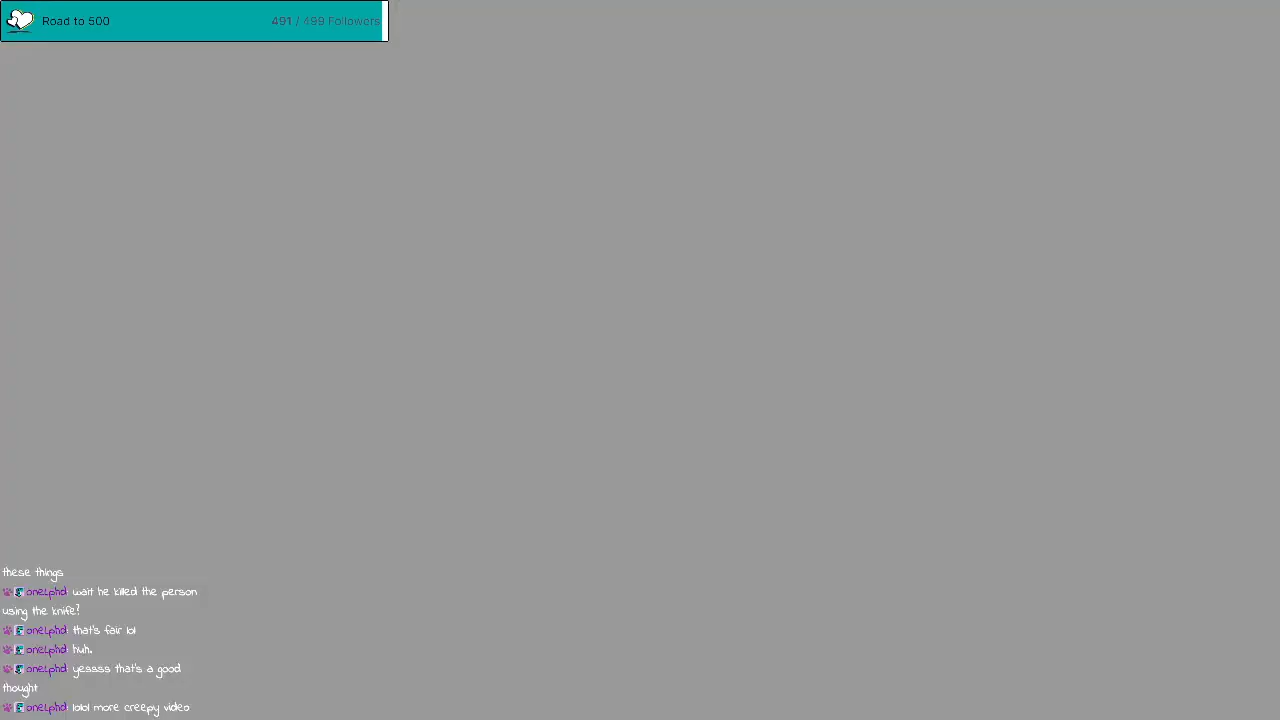 Road to 500 491 / 499 Followers
these things
onelphd: wait he killed the person
using the knife?
onelphd: that's fair lol
onelphd: huh.
onelphd: yessss that's a good
thought
onelphd: lolol more creepy video